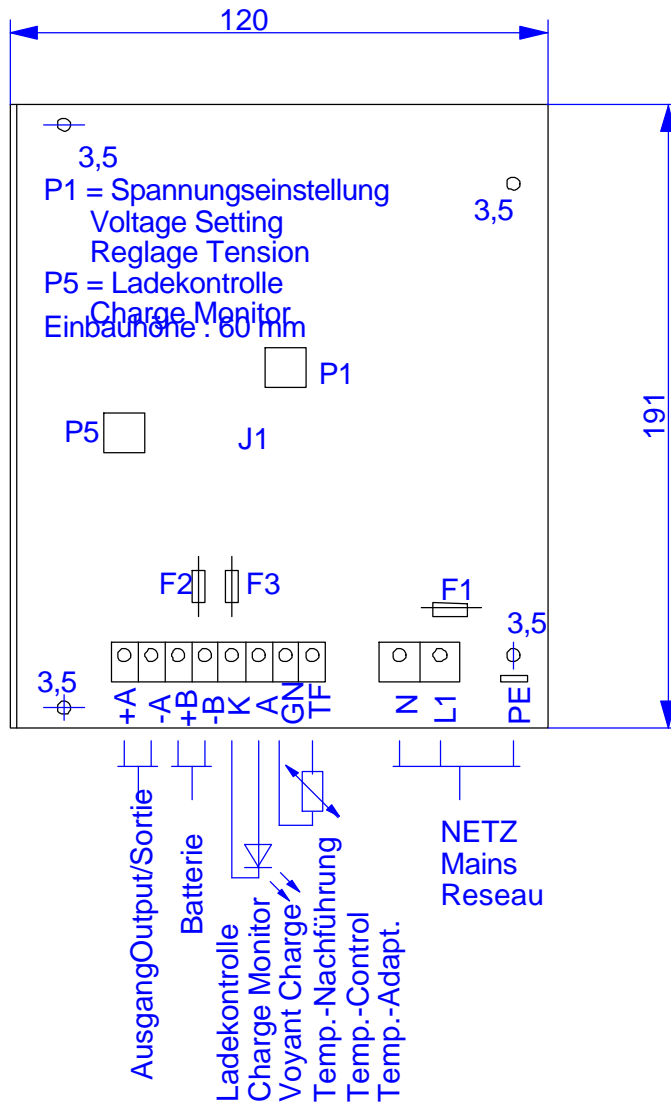 120
3,5
P1 = Spannungseinstellung
Voltage Setting
Reglage Tension
P5 = Ladekontrolle
Charge Monitor
Einbauhöhe : 60 mm
3,5
191
P1
P5
J1
F2
F3
F1
3,5
3,5
+A
-A
+B
-B
K
A
GN
TF
N
L1
PE
AusgangOutput/Sortie
Batterie
Ladekontrolle
Charge Monitor
Voyant Charge
Temp.-Nachführung
Temp.-Control
Temp.-Adapt.
NETZ
Mains
Reseau